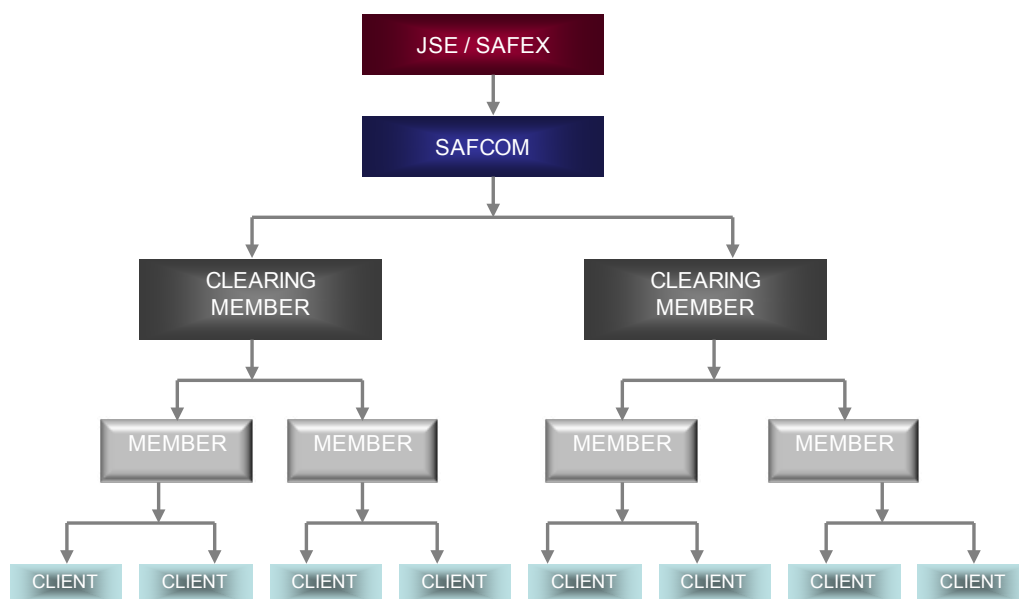 JSE / SAFEX
SAFCOM
CLEARING
MEMBER
CLEARING
MEMBER
MEMBER
MEMBER
MEMBER
MEMBER
CLIENT
CLIENT
CLIENT
CLIENT
CLIENT
CLIENT
CLIENT
CLIENT